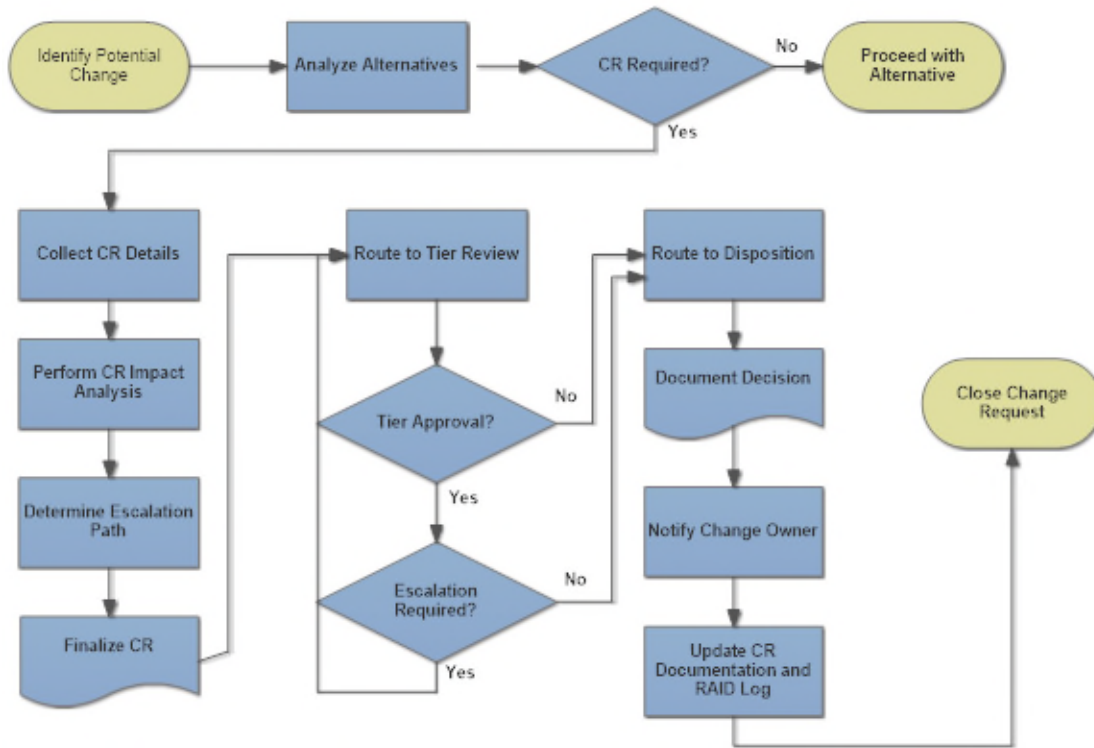 Identify Potential
Change
Analyze Alternatives
CR Required?
No
Proceed with
Alternative
Yes
Collect CR Details
Perform CR Impact
Analysis
Determine Escalation
Path
Finalize CR
Route to Tier Review
Tier Approval?
No
Yes
Escalation
Required?
No
Yes
Route to Disposition
Document Decision
Notify Change Owner
Update CR
Documentation and
RAID Log
Close Change
Request